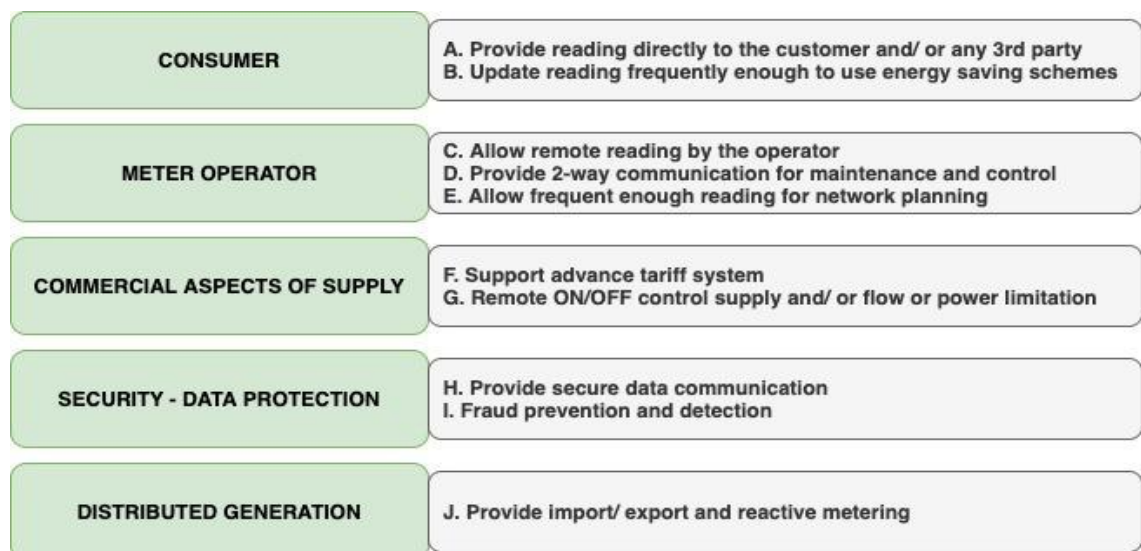 CONSUMER
A. Provide reading directly to the customer and/ or any 3rd party
B. Update reading frequently enough to use energy saving schemes
METER OPERATOR
C. Allow remote reading by the operator
D. Provide 2-way communication for maintenance and control
E. Allow frequent enough reading for network planning
COMMERCIAL ASPECTS OF SUPPLY
F. Support advance tariff system
G. Remote ON/OFF control supply and/ or flow or power limitation
SECURITY - DATA PROTECTION
H. Provide secure data communication
I. Fraud prevention and detection
DISTRIBUTED GENERATION
J. Provide import/ export and reactive metering